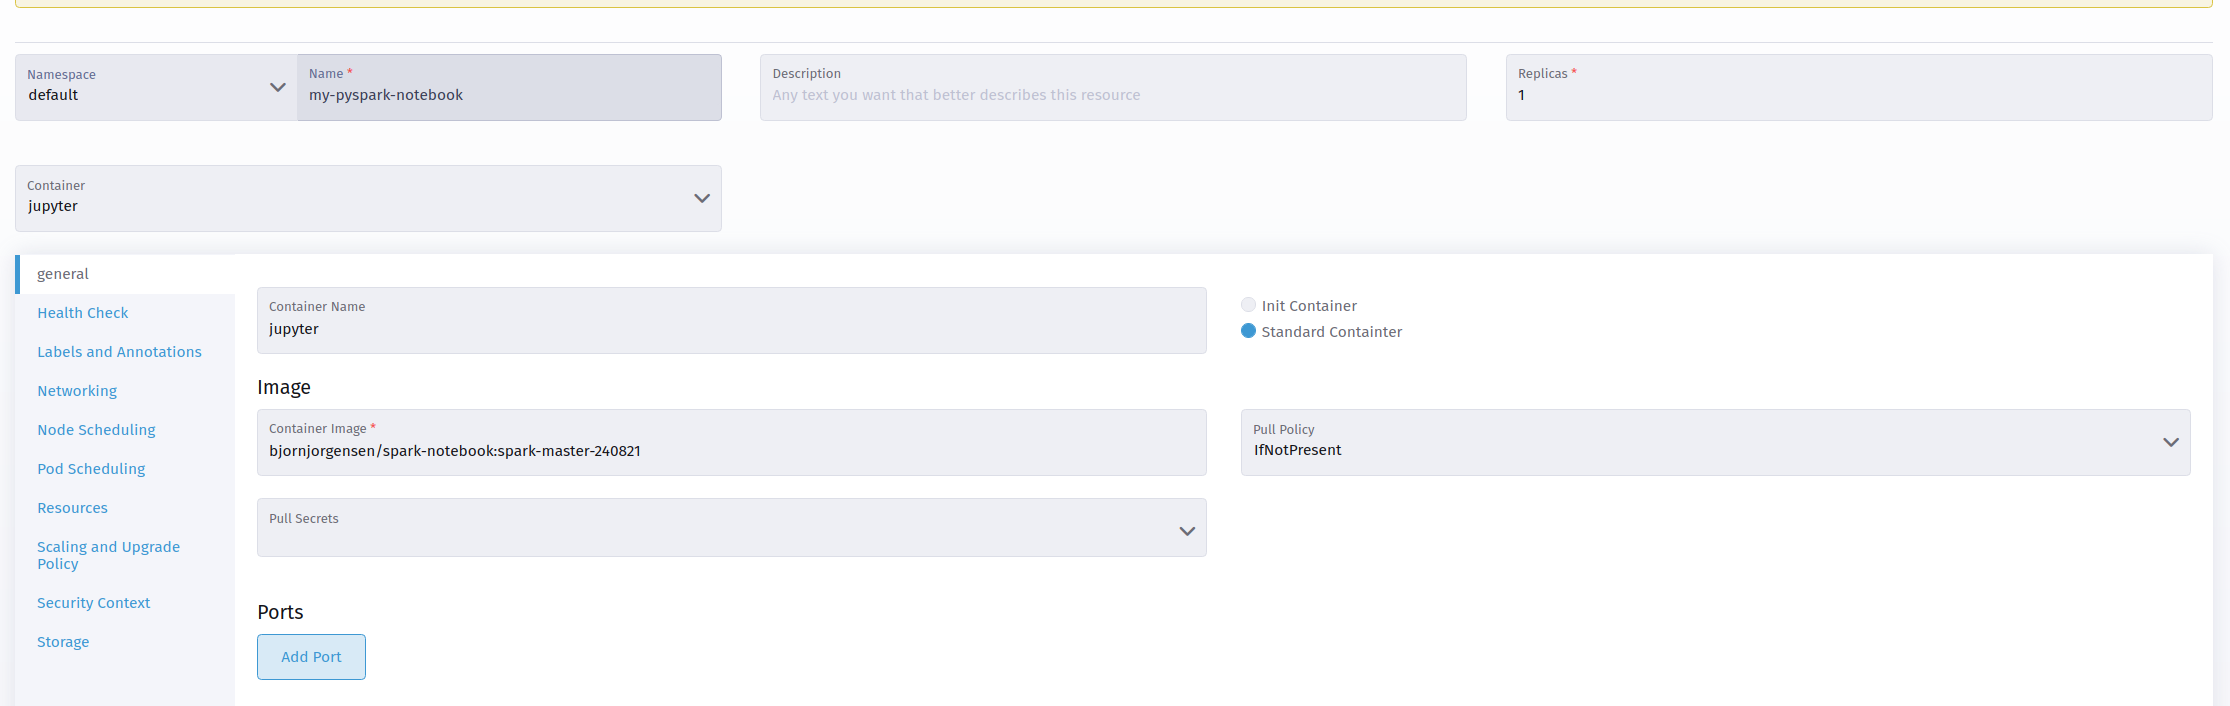 Namespace
default
Name *
my-pyspark-notebook
Description
Any text you want that better describes this resource
Replicas *
1
Container
jupyter
general
Health Check
Labels and Annotations
Networking
Node Scheduling
Pod Scheduling
Resources
Scaling and Upgrade
Policy
Security Context
Storage
Container Name
jupyter
Init Container
Standard Containter
Image
Container Image *
bjornjorgensen/spark-notebook:spark-master-240821
Pull Policy
IfNotPresent
Pull Secrets
Ports
Add Port